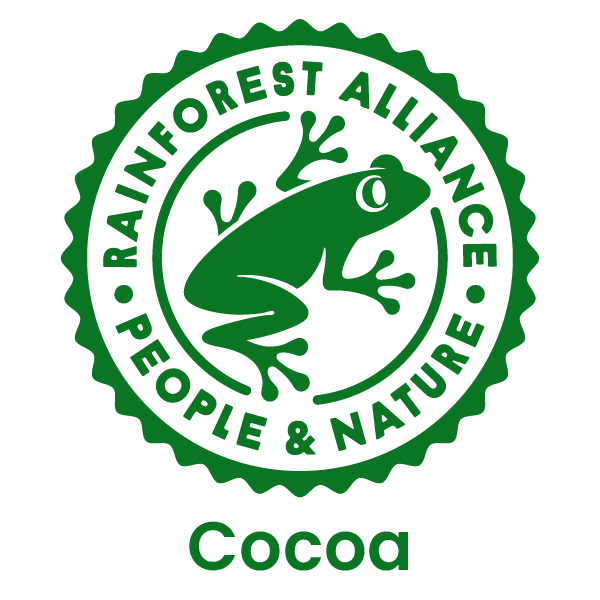 RAINFOREST ALLIANCE
• PEOPLE & NATURE •
Cocoa